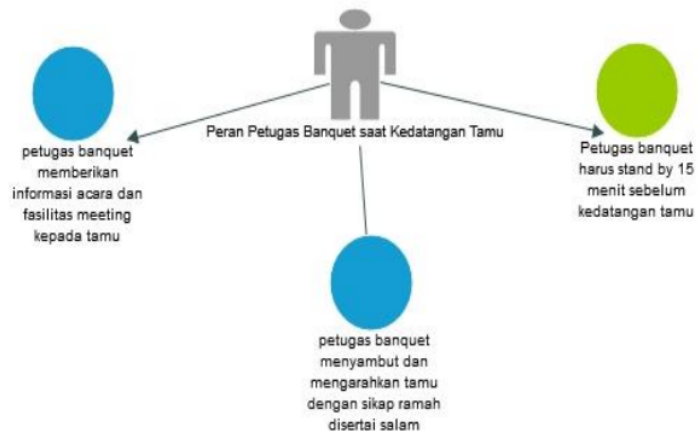 Peran Petugas Banquet saat Kedatangan Tamu
petugas banquet
memberikan
informasi acara dan
fasilitas meeting
kepada tamu
Petugas banquet
harus stand by 15
menit sebelum
kedatangan tamu
petugas banquet
menyambut dan
mengarahkan tamu
dengan sikap ramah
disertai salam